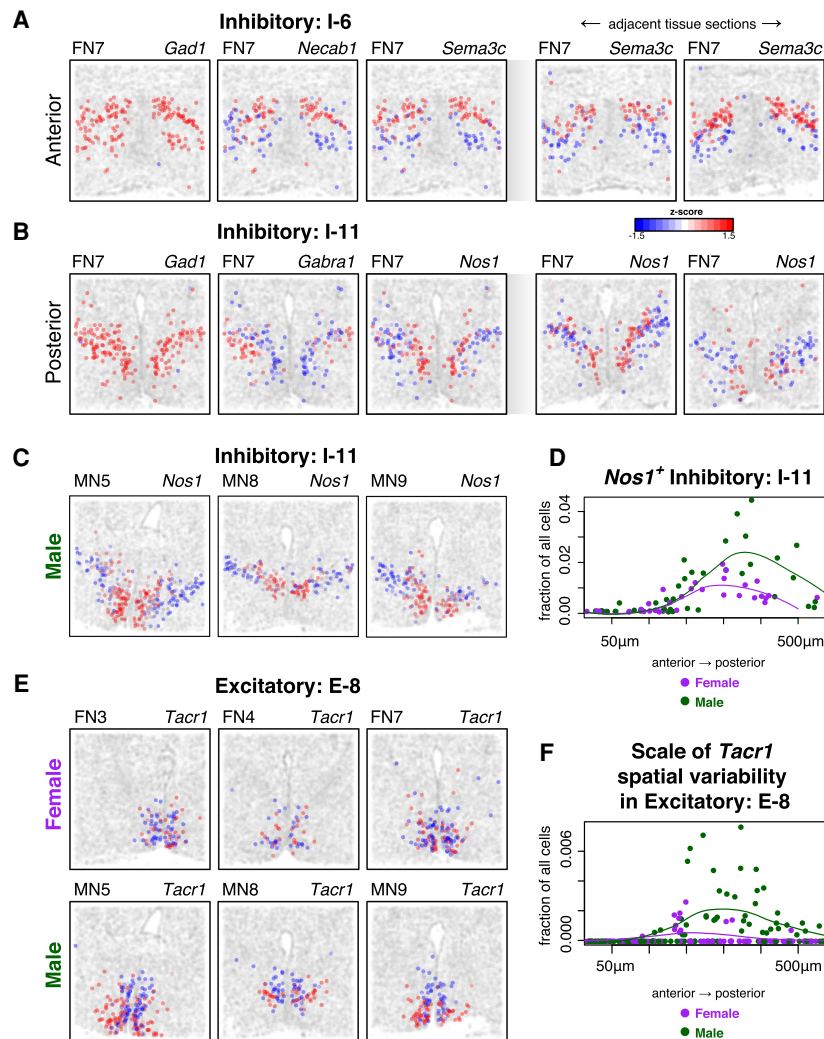 A
Inhibitory: I-6
← adjacent tissue sections →
FN7 Gad1 FN7 Necab1 FN7 Sema3c FN7 Sema3c FN7 Sema3c
Anterior
z-score
-1.5 1.5
B
Inhibitory: I-11
FN7 Gad1 FN7 Gabra1 FN7 Nos1 FN7 Nos1 FN7 Nos1
Posterior
C
Inhibitory: I-11
MN5 Nos1 MN8 Nos1 MN9 Nos1
Male
D
Nos1+ Inhibitory: I-11
fraction of all cells
0.04
0.02
0.00
50µm 500µm
anterior → posterior
Female
Male
E
Excitatory: E-8
FN3 Tacr1 FN4 Tacr1 FN7 Tacr1
Female
MN5 Tacr1 MN8 Tacr1 MN9 Tacr1
Male
F
Scale of Tacr1
spatial variability
in Excitatory: E-8
fraction of all cells
0.006
0.000
50µm 500µm
anterior → posterior
Female
Male